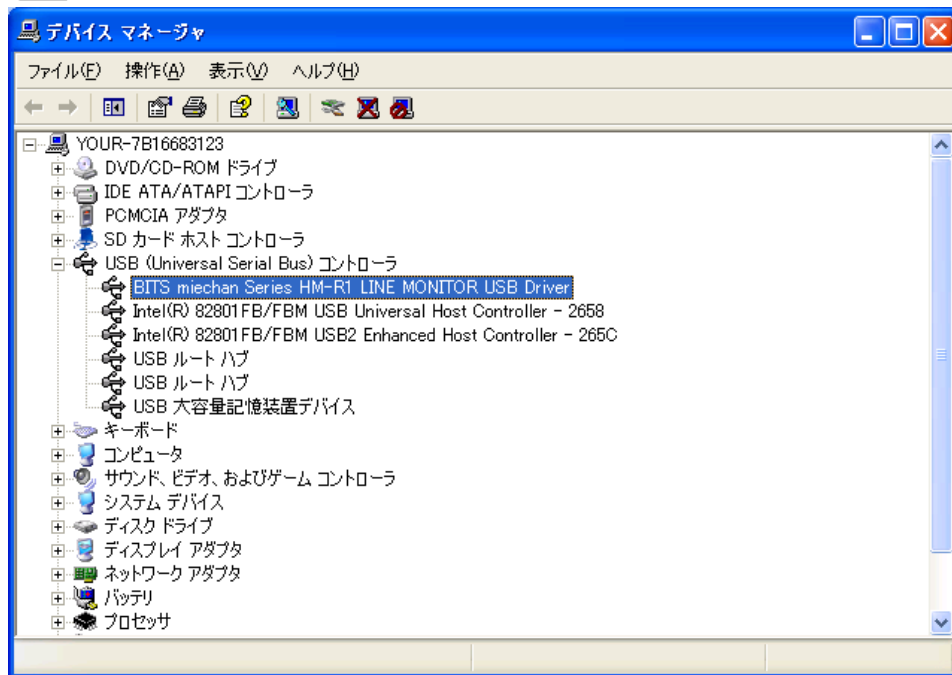 デバイス マネージャ
ファイル(F) 操作(A) 表示(V) ヘルプ(H)
YOUR-7B16683123
DVD/CD-ROM ドライブ
IDE ATA/ATAPI コントローラ
PCMCIA アダプタ
SD カード ホスト コントローラ
USB (Universal Serial Bus) コントローラ
BITS miechan Series HM-R1 LINE MONITOR USB Driver
Intel(R) 82801FB/FBM USB Universal Host Controller - 2658
Intel(R) 82801FB/FBM USB2 Enhanced Host Controller - 265C
USB ルート ハブ
USB ルート ハブ
USB 大容量記憶装置デバイス
キーボード
コンピュータ
サウンド、ビデオ、およびゲーム コントローラ
システム デバイス
ディスク ドライブ
ディスプレイ アダプタ
ネットワーク アダプタ
バッテリ
プロセッサ